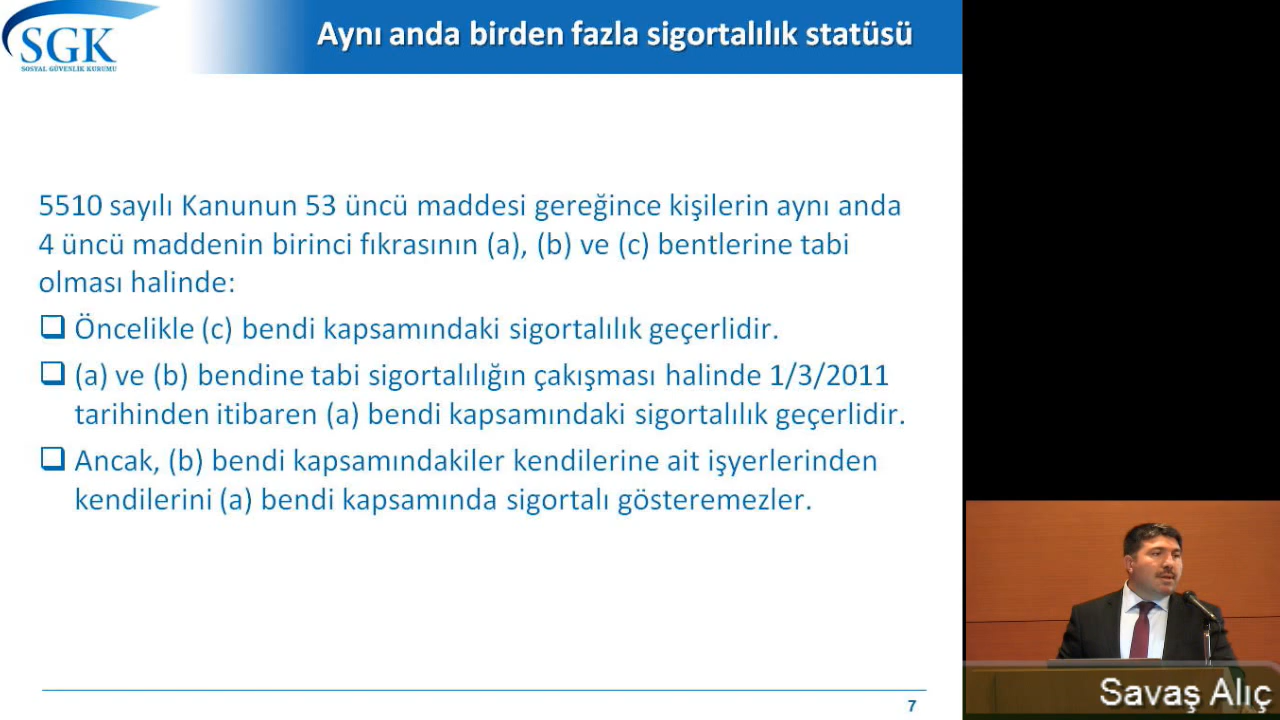 SGK
SOSYAL GÜVENLİK KURUMU
Aynı anda birden fazla sigortalılık statüsü
5510 sayılı Kanunun 53 üncü maddesi gereğince kişilerin aynı anda
4 üncü maddenin birinci fıkrasının (a), (b) ve (c) bentlerine tabi
olması halinde:
Öncelikle (c) bendi kapsamındaki sigortalılık geçerlidir.
(a) ve (b) bendine tabi sigortalılığın çakışması halinde 1/3/2011
tarihinden itibaren (a) bendi kapsamındaki sigortalılık geçerlidir.
Ancak, (b) bendi kapsamındakiler kendilerine ait işyerlerinden
kendilerini (a) bendi kapsamında sigortalı gösteremezler.
7
Savaş Alıç